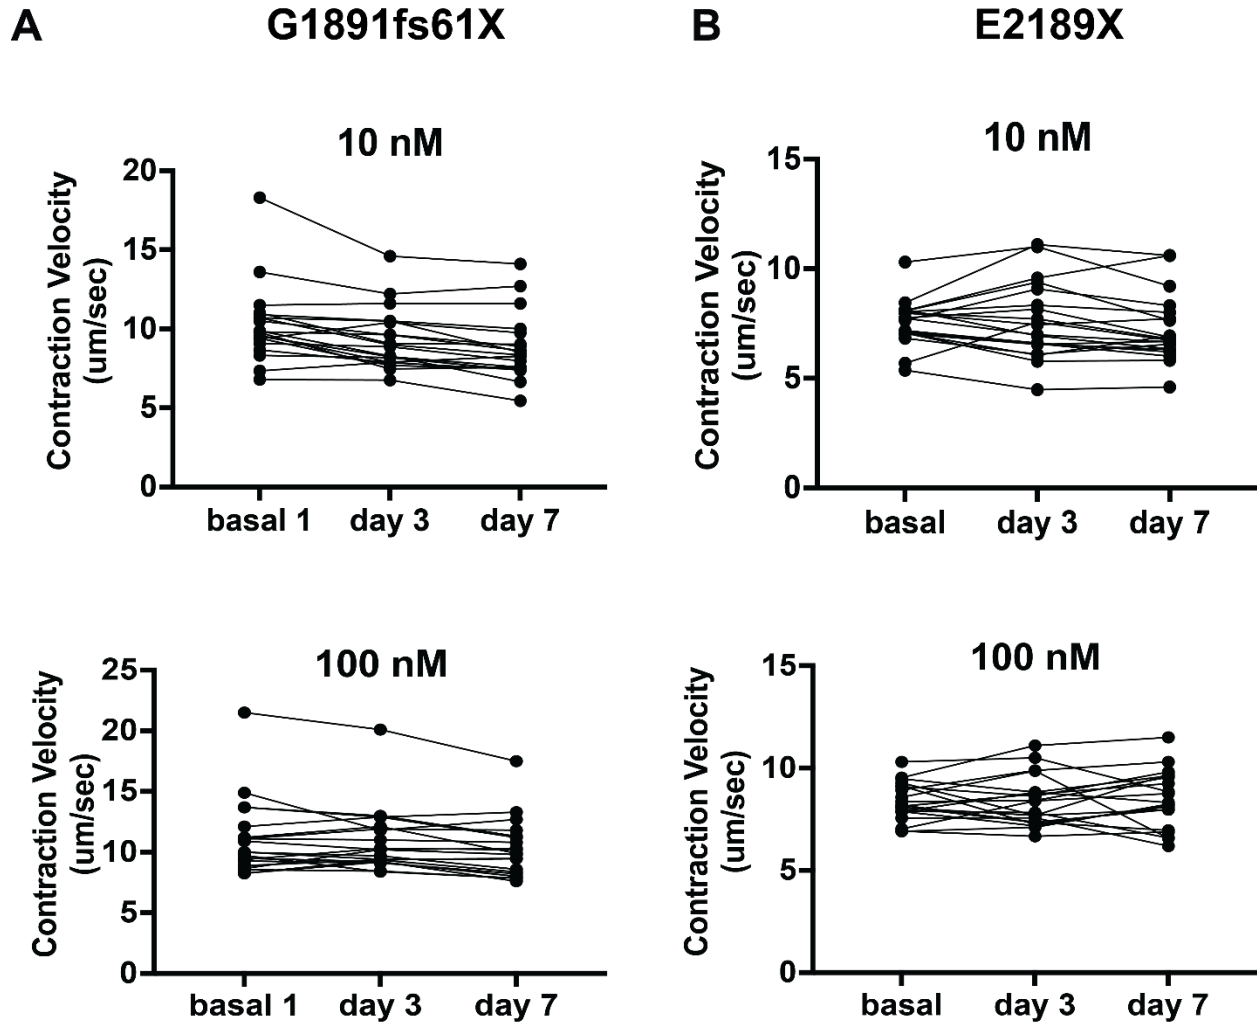 A
G1891fs61X
B
E2189X
10 nM
Contraction Velocity
(um/sec)
20
15
10
5
0
basal 1 day 3 day 7
10 nM
Contraction Velocity
(um/sec)
15
10
5
0
basal day 3 day 7
100 nM
Contraction Velocity
(um/sec)
25
20
15
10
5
0
basal 1 day 3 day 7
100 nM
Contraction Velocity
(um/sec)
15
10
5
0
basal day 3 day 7